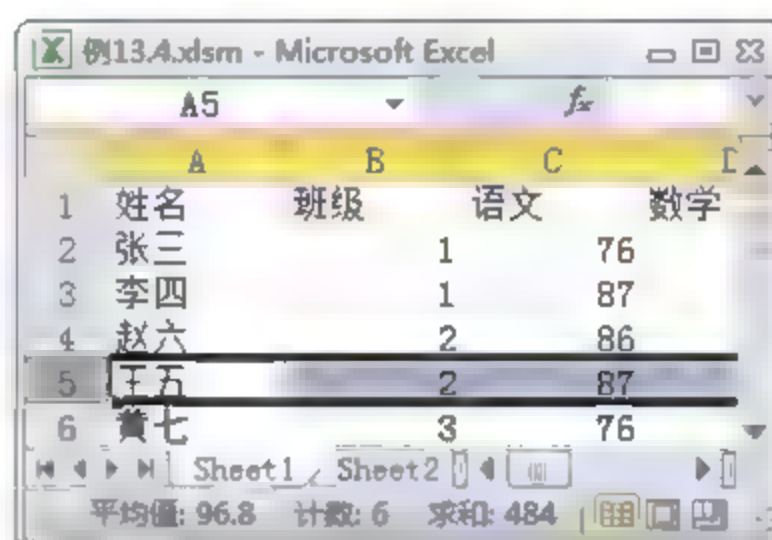 例13.4.xlsm - Microsoft Excel
A5 fx
A B C D
1 姓名 班级 语文 数学
2 张三 1 76
3 李四 1 87
4 赵六 2 86
5 王五 2 87
6 黄七 3 76
Sheet1 Sheet2
平均值: 96.8 计数: 6 求和: 484